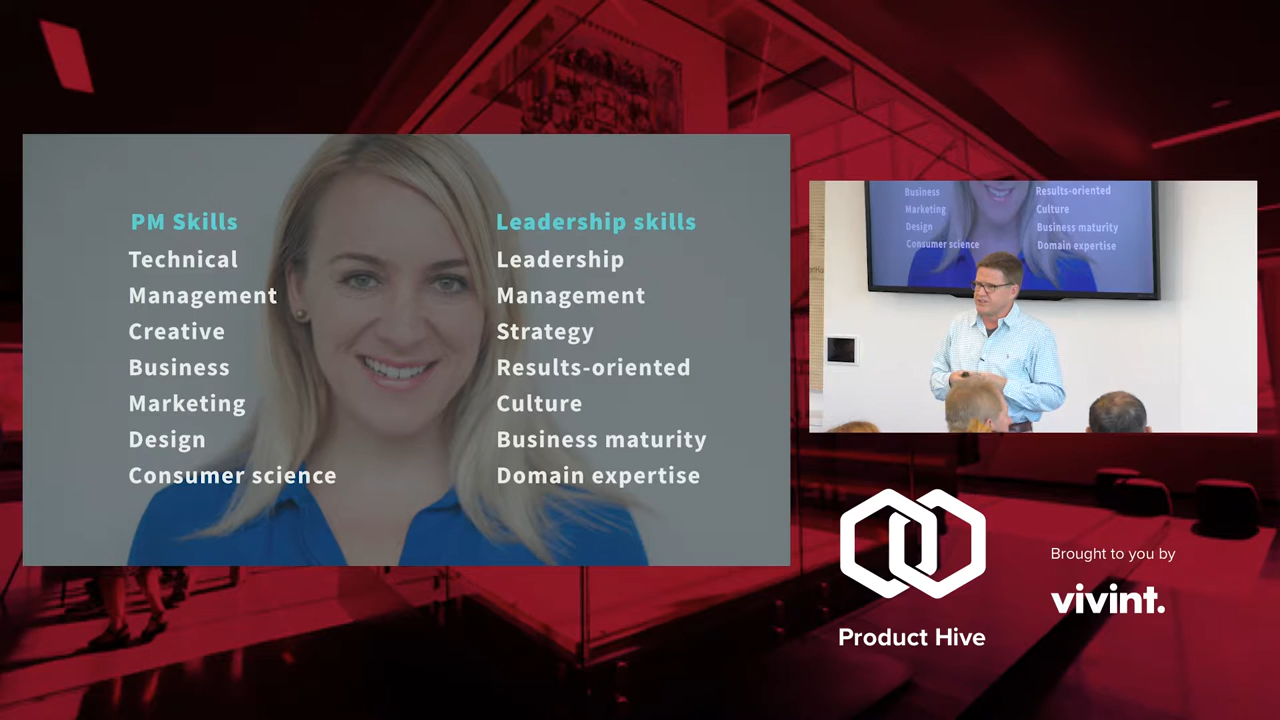 PM Skills
Technical
Management
Creative
Business
Marketing
Design
Consumer science
Leadership skills
Leadership
Management
Strategy
Results-oriented
Culture
Business maturity
Domain expertise
Business
Marketing
Design
Consumer science
Results-oriented
Culture
Business maturity
Domain expertise
Product Hive
Brought to you by
vivint.